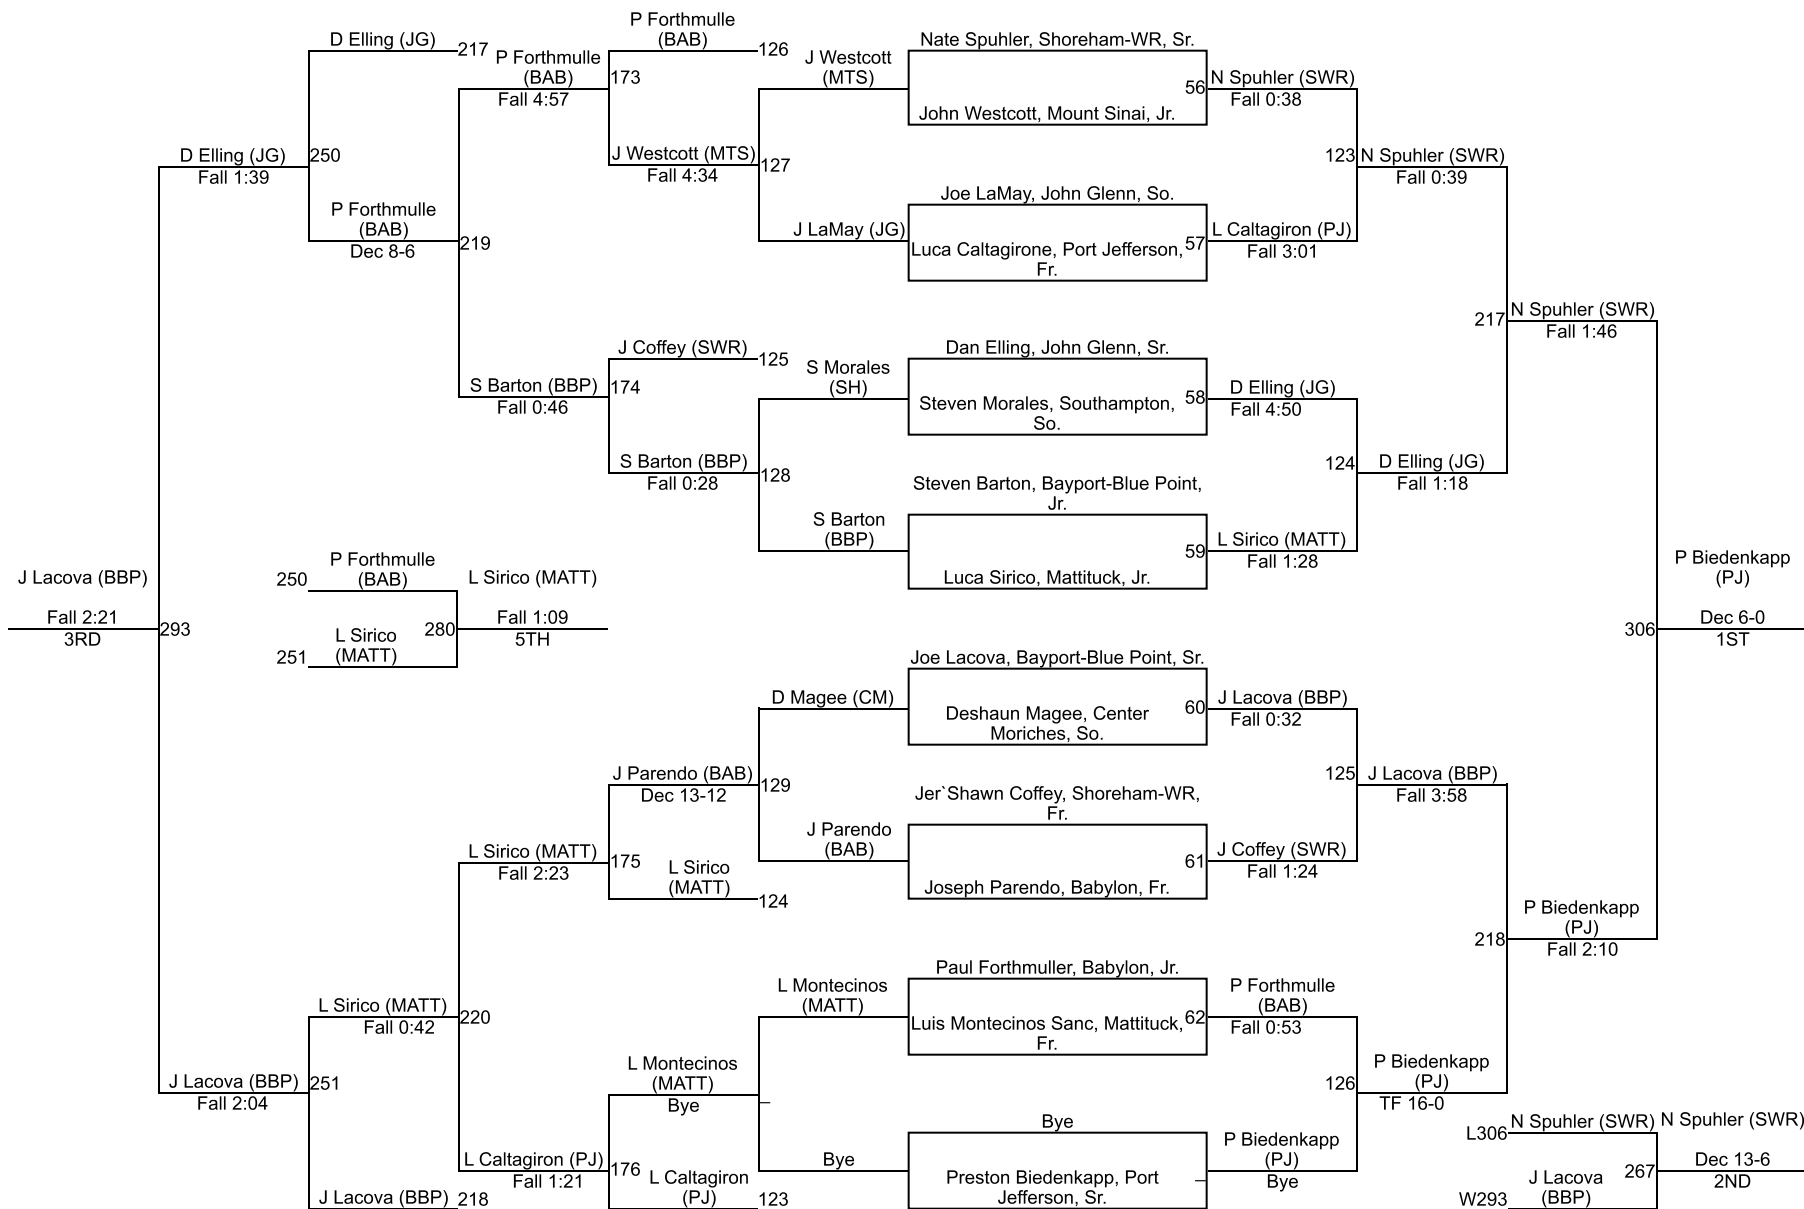 P Forthmulle
(BAB)
126
D Elling (JG)
217
P Forthmulle
(BAB)
173
Fall 4:57
J Westcott
(MTS)
Nate Spuhler, Shoreham-WR, Sr.
56
John Westcott, Mount Sinai, Jr.
N Spuhler (SWR)
Fall 0:38
D Elling (JG)
250
Fall 1:39
J Westcott (MTS)
127
Fall 4:34
123
N Spuhler (SWR)
Fall 0:39
P Forthmulle
(BAB)
219
Dec 8-6
J LaMay (JG)
Joe LaMay, John Glenn, So.
Luca Caltagirone, Port Jefferson,
Fr.
57
L Caltagiron (PJ)
Fall 3:01
217
N Spuhler (SWR)
Fall 1:46
J Coffey (SWR)
125
S Barton (BBP)
174
Fall 0:46
S Morales
(SH)
Dan Elling, John Glenn, Sr.
Steven Morales, Southampton,
So.
58
D Elling (JG)
Fall 4:50
S Barton (BBP)
128
Fall 0:28
124
D Elling (JG)
Fall 1:18
S Barton
(BBP)
Steven Barton, Bayport-Blue Point,
Jr.
59
Luca Sirico, Mattituck, Jr.
L Sirico (MATT)
Fall 1:28
J Lacova (BBP)
Fall 2:21
3RD
293
250
P Forthmulle
(BAB)
251
L Sirico
(MATT)
280
L Sirico (MATT)
Fall 1:09
5TH
306
P Biedenkapp
(PJ)
Dec 6-0
1ST
D Magee (CM)
Joe Lacova, Bayport-Blue Point, Sr.
Deshaun Magee, Center
Moriches, So.
60
J Lacova (BBP)
Fall 0:32
J Parendo (BAB)
129
Dec 13-12
125
J Lacova (BBP)
Fall 3:58
L Sirico (MATT)
175
Fall 2:23
J Parendo
(BAB)
Jer`Shawn Coffey, Shoreham-WR,
Fr.
61
Joseph Parendo, Babylon, Fr.
J Coffey (SWR)
Fall 1:24
L Sirico
(MATT)
124
218
P Biedenkapp
(PJ)
Fall 2:10
L Sirico (MATT)
220
Fall 0:42
L Montecinos
(MATT)
Paul Forthmuller, Babylon, Jr.
Luis Montecinos Sanc, Mattituck,
Fr.
62
P Forthmulle
(BAB)
Fall 0:53
J Lacova (BBP)
251
Fall 2:04
L Montecinos
(MATT)
Bye
126
P Biedenkapp
(PJ)
TF 16-0
L Caltagiron (PJ)
176
Fall 1:21
Bye
Bye
Preston Biedenkapp, Port
Jefferson, Sr.
P Biedenkapp
(PJ)
Bye
J Lacova (BBP)
218
L Caltagiron
(PJ)
123
L306
N Spuhler (SWR)
W293
J Lacova
(BBP)
267
N Spuhler (SWR)
Dec 13-6
2ND